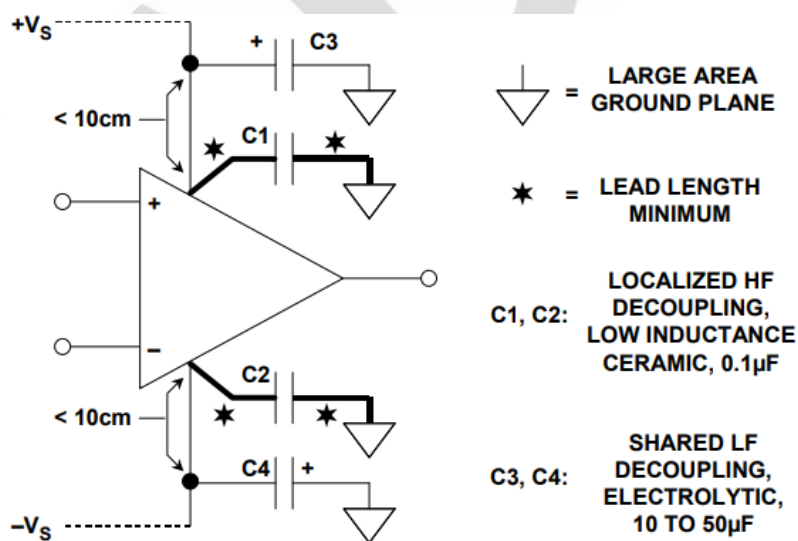 +VS
+ C3
< 10cm
C1
+
−
C2
< 10cm
C4 +
−VS
= LARGE AREA
GROUND PLANE
= LEAD LENGTH
MINIMUM
C1, C2: LOCALIZED HF
DECOUPLING,
LOW INDUCTANCE
CERAMIC, 0.1µF
C3, C4: SHARED LF
DECOUPLING,
ELECTROLYTIC,
10 TO 50µF